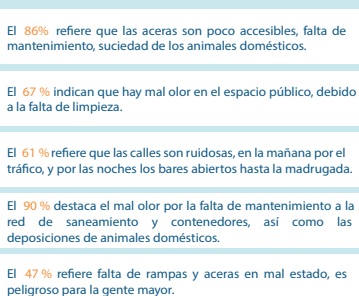 El 86% refiere que las aceras son poco accesibles, falta de
mantenimiento, suciedad de los animales domésticos.
El 67 % indican que hay mal olor en el espacio público, debido
a la falta de limpieza.
El 61 % refiere que las calles son ruidosas, en la mañana por el
tráfico, y por las noches los bares abiertos hasta la madrugada.
El 90 % destaca el mal olor por la falta de mantenimiento a la
red de saneamiento y contenedores, así como las
deposiciones de animales domésticos.
El 47 % refiere falta de rampas y aceras en mal estado, es
peligroso para la gente mayor.